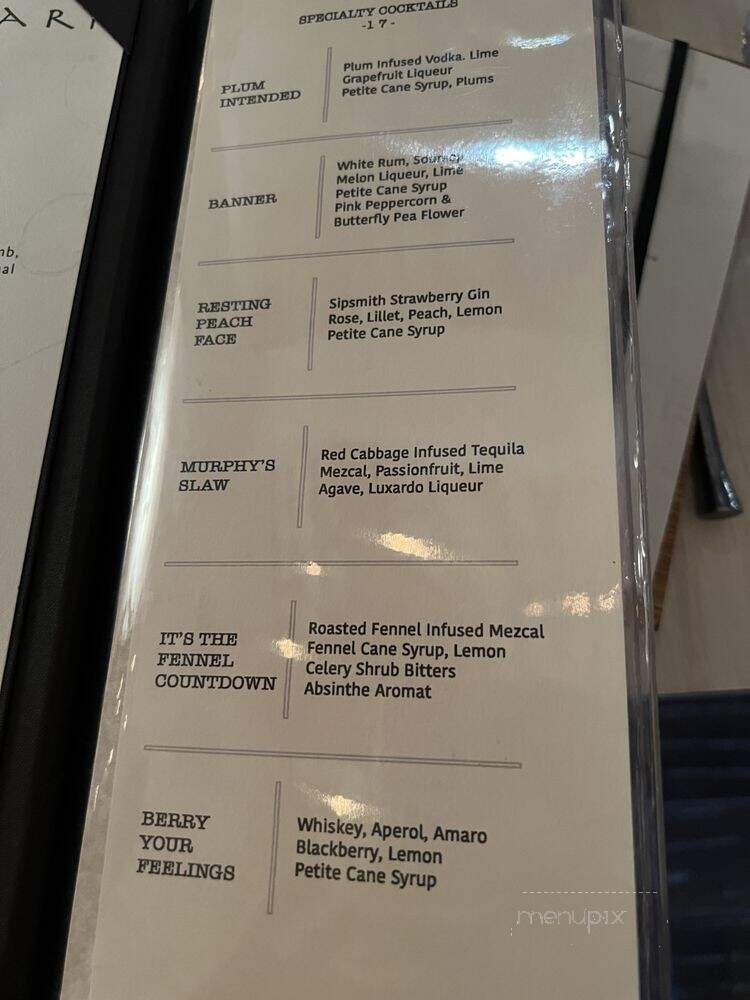 SPECIALTY COCKTAILS
-17-
PLUM
INTENDED
Plum Infused Vodka. Lime
Grapefruit Liqueur
Petite Cane Syrup, Plums
BANNER
White Rum,
Melon Liqueur, Lime
Petite Cane Syrup
Pink Peppercorn &
Butterfly Pea Flower
RESTING
PEACH
FACE
Sipsmith Strawberry Gin
Rose, Lillet, Peach, Lemon
Petite Cane Syrup
MURPHY'S
SLAW
Red Cabbage Infused Tequila
Mezcal, Passionfruit, Lime
Agave, Luxardo Liqueur
IT'S THE
FENNEL
COUNTDOWN
Roasted Fennel Infused Mezcal
Fennel Cane Syrup, Lemon
Celery Shrub Bitters
Absinthe Aromat
BERRY
YOUR
FEELINGS
Whiskey, Aperol, Amaro
Blackberry, Lemon
Petite Cane Syrup
menupix